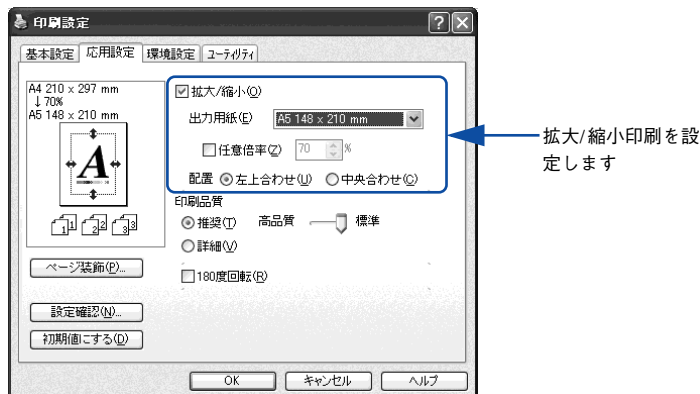 印刷設定
基本設定 応用設定 環境設定 ユーティリティ
A4 210 x 297 mm
↓ 70%
A5 148 x 210 mm
A
1 1 2 2 3 3
ページ装飾(P)...
設定確認(N)...
初期値にする(D)
拡大/縮小(O)
出力用紙(E) A5 148 x 210 mm
任意倍率(Z) 70 %
配置 左上合わせ(U) 中央合わせ(C)
印刷品質
推奨(T) 高品質 標準
詳細(V)
180度回転(R)
OK キャンセル ヘルプ
拡大/縮小印刷を設
定します